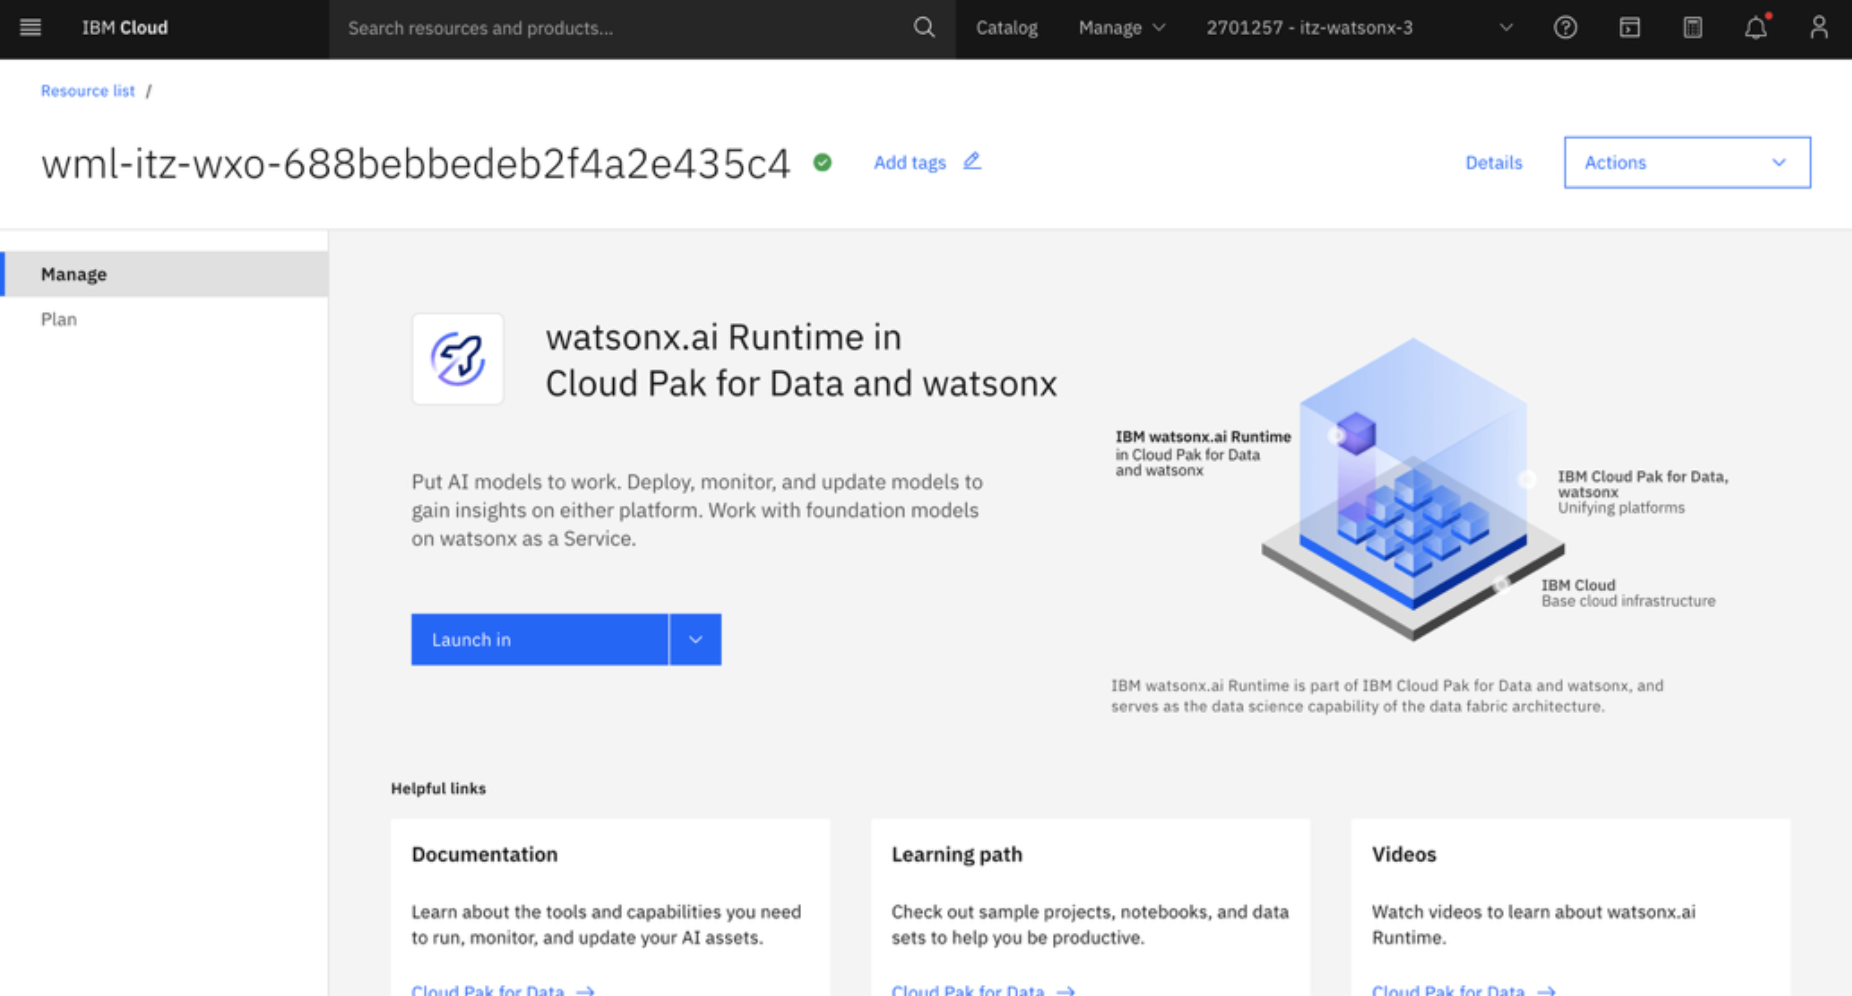 IBM Cloud
Search resources and products...
Catalog
Manage
2701257 - itz-watsonx-3
Resource list /
wml-itz-wxo-688bebbedeb2f4a2e435c4
Add tags
Details
Actions
Manage
Plan
watsonx.ai Runtime in
Cloud Pak for Data and watsonx
Put AI models to work. Deploy, monitor, and update models to
gain insights on either platform. Work with foundation models
on watsonx as a Service.
Launch in
IBM watsonx.ai Runtime
in Cloud Pak for Data
and watsonx
IBM Cloud Pak for Data,
watsonx
Unifying platforms
IBM Cloud
Base cloud infrastructure
IBM watsonx.ai Runtime is part of IBM Cloud Pak for Data and watsonx, and
serves as the data science capability of the data fabric architecture.
Helpful links
Documentation
Learn about the tools and capabilities you need
to run, monitor, and update your AI assets.
Cloud Pak for Data →
Learning path
Check out sample projects, notebooks, and data
sets to help you be productive.
Cloud Pak for Data →
Videos
Watch videos to learn about watsonx.ai
Runtime.
Cloud Pak for Data →